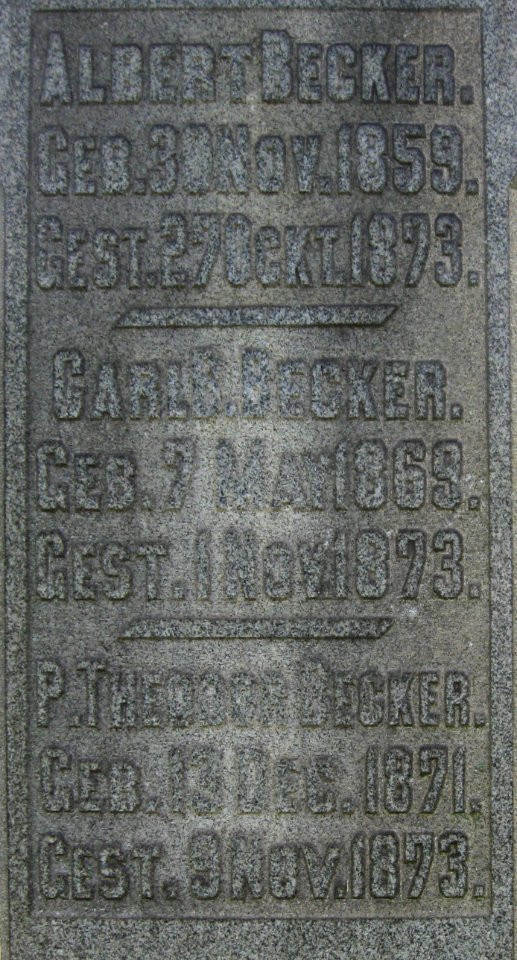 ALBERT BECKER.
GEB. 30 NOV. 1859.
GEST. 27 OCKT. 1873.
CARL B. BECKER.
GEB. 7 MAY 1869.
GEST. 1 NOV. 1873.
P. THEODOR BECKER.
GEB. 13 DEC. 1871.
GEST. 9 NOV. 1873.